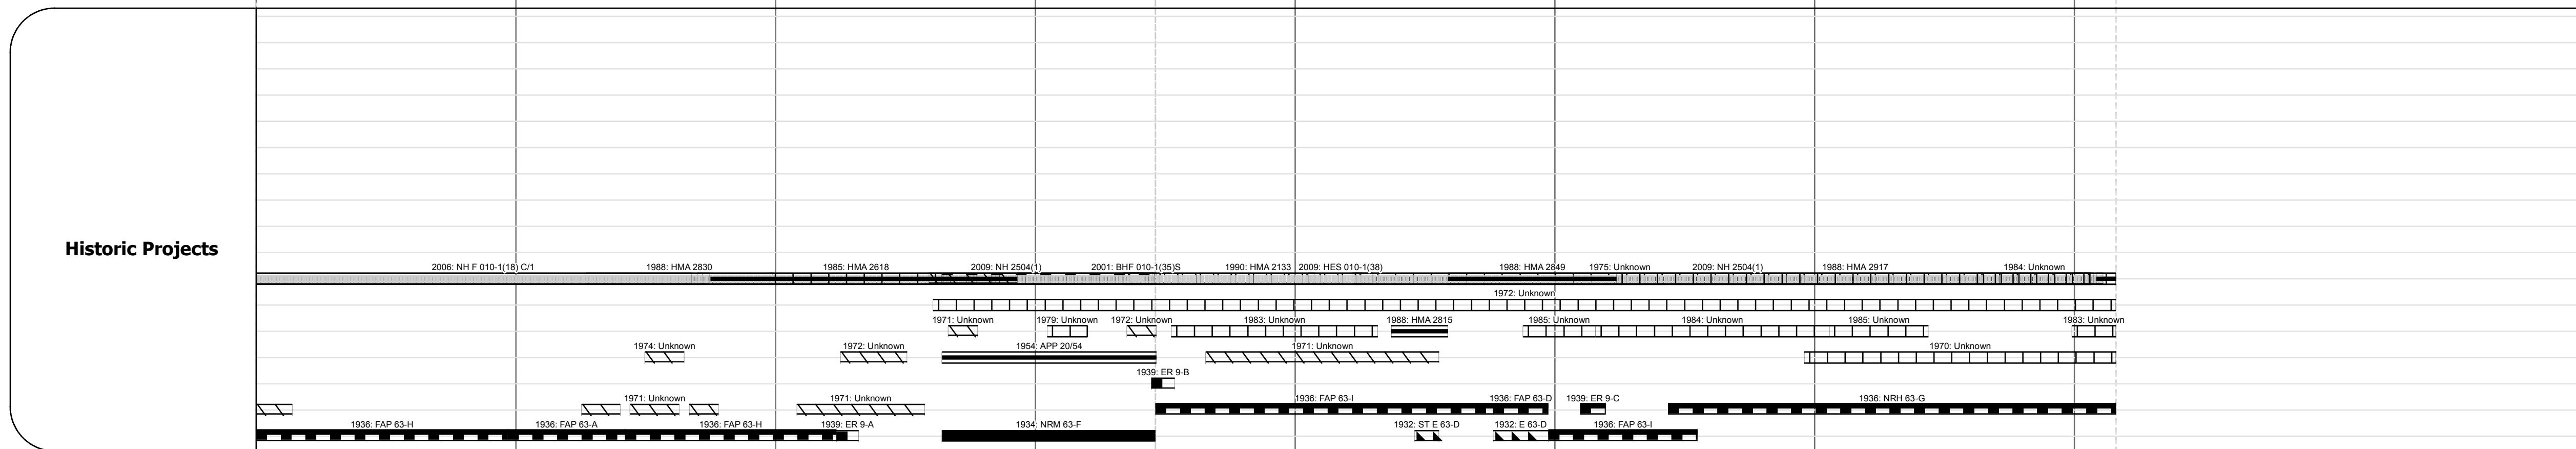 Historic Projects
2006: NH F 010-1(18) C/1 1988: HMA 2830 1985: HMA 2618 2009: NH 2504(1) 2001: BHF 010-1(35)S 1990: HMA 2133 2009: HES 010-1(38) 1988: HMA 2849 1975: Unknown 2009: NH 2504(1) 1988: HMA 2917 1984: Unknown
1972: Unknown
1971: Unknown 1979: Unknown 1972: Unknown 1983: Unknown 1988: HMA 2815 1985: Unknown 1984: Unknown 1985: Unknown 1983: Unknown
1974: Unknown 1972: Unknown 1954: APP 20/54 1971: Unknown 1970: Unknown
1939: ER 9-B
1971: Unknown 1971: Unknown 1936: FAP 63-I 1936: FAP 63-D 1939: ER 9-C 1936: NRH 63-G
1936: FAP 63-H 1936: FAP 63-A 1936: FAP 63-H 1939: ER 9-A 1934: NRM 63-F 1932: ST E 63-D 1932: E 63-D 1936: FAP 63-I